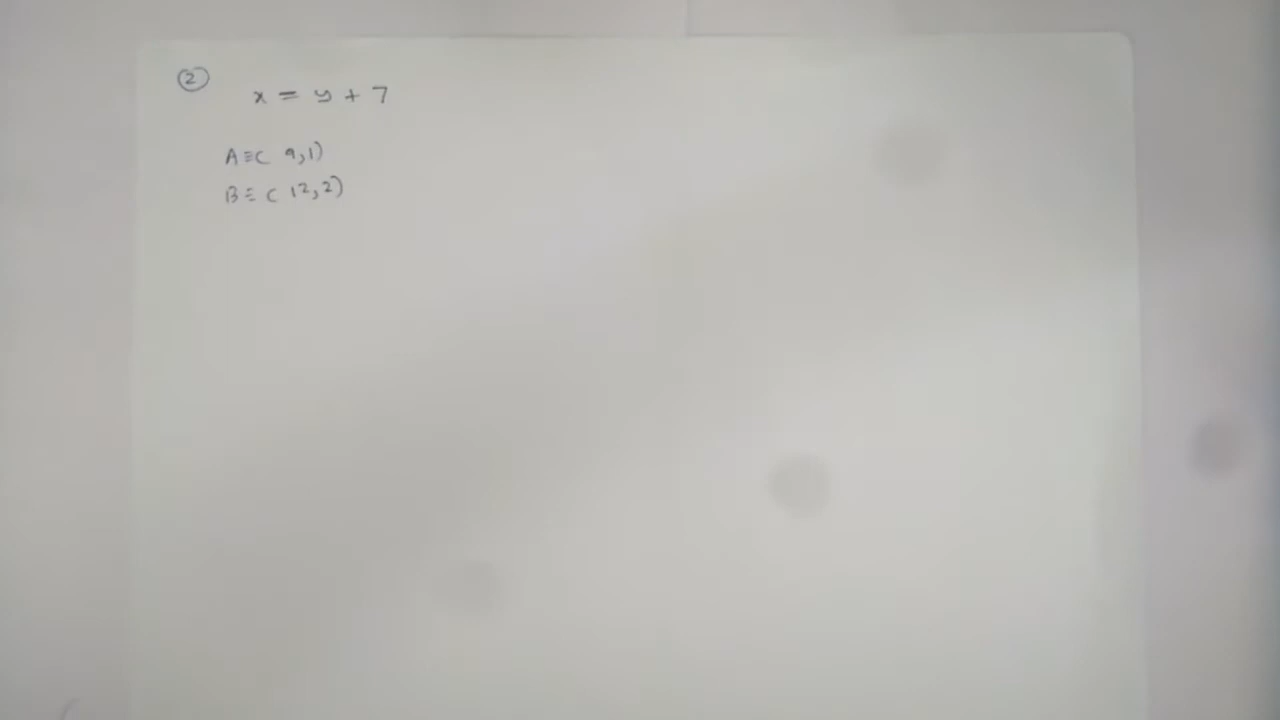 ②
x = y + 7
A ≡ ( 9,1)
B ≡ ( 12,2)